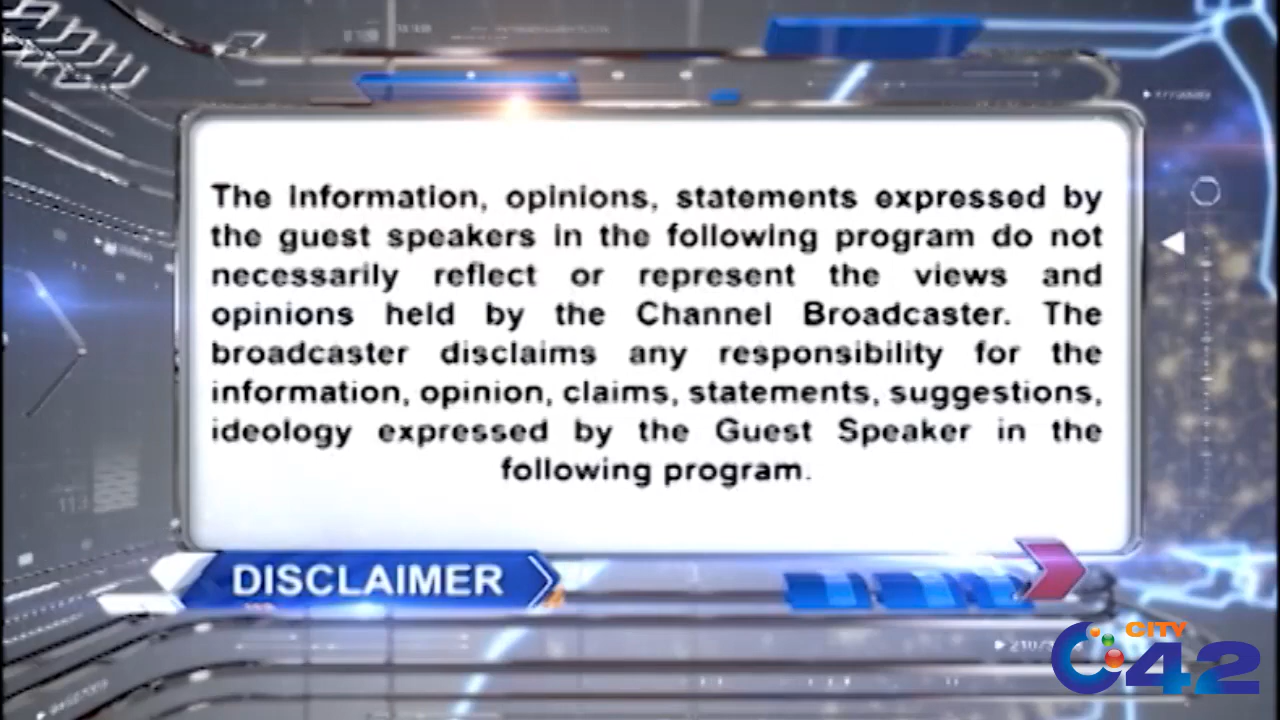 The Information, opinions, statements expressed by
the guest speakers in the following program do not
necessarily reflect or represent the views and
opinions held by the Channel Broadcaster. The
broadcaster disclaims any responsibility for the
information, opinion, claims, statements, suggestions,
ideology expressed by the Guest Speaker in the
following program.
DISCLAIMER
CITY
42